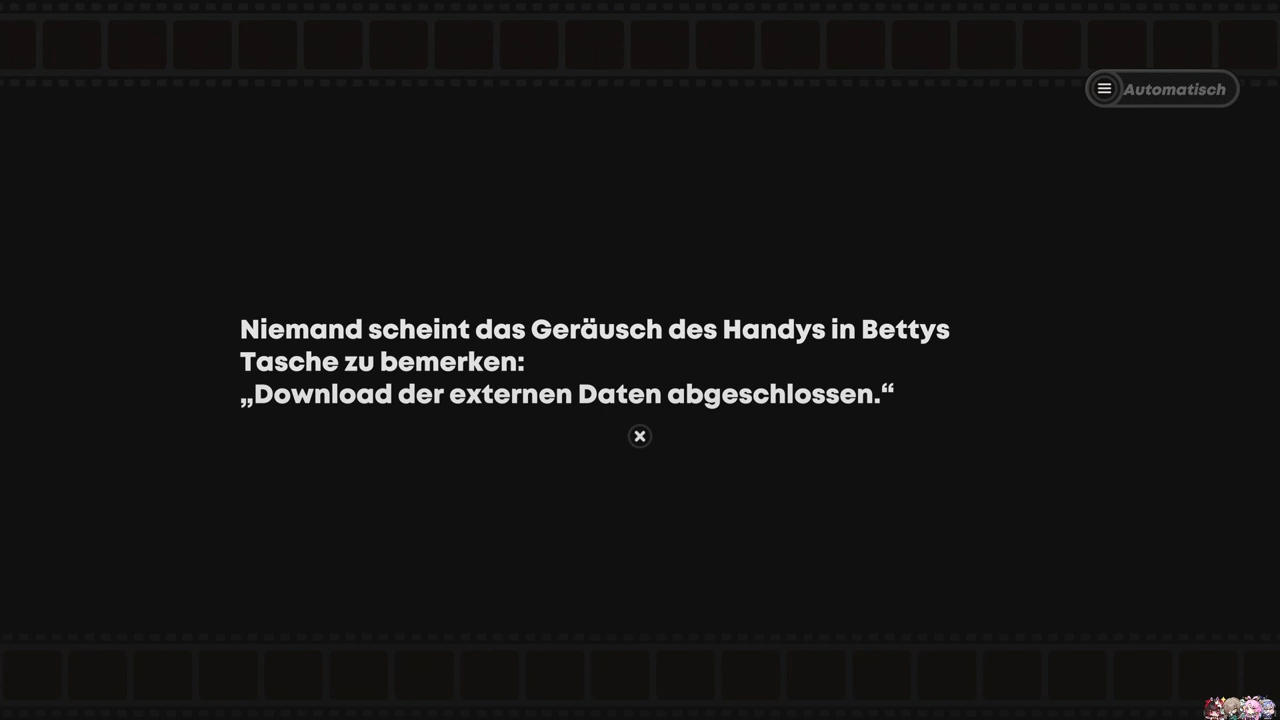 Automatisch
Niemand scheint das Geräusch des Handys in Bettys
Tasche zu bemerken:
„Download der externen Daten abgeschlossen.“